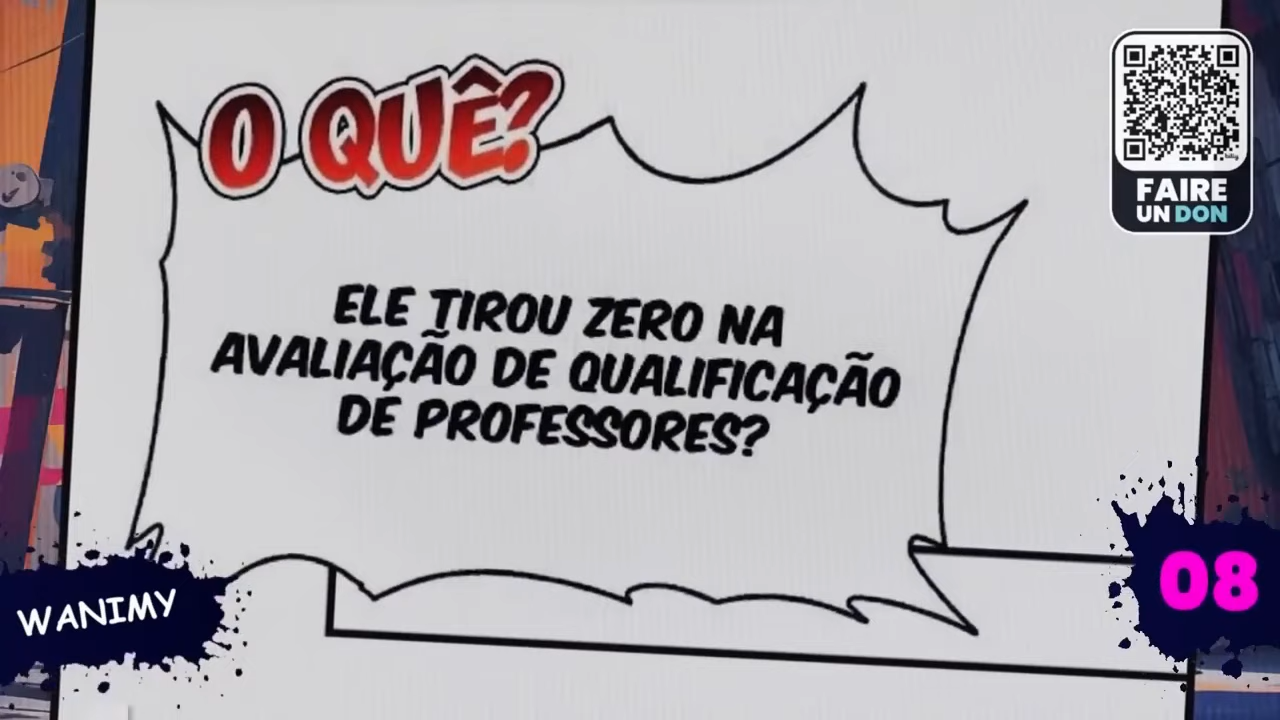 O QUÊ?
ELE TIROU ZERO NA
AVALIAÇÃO DE QUALIFICAÇÃO
DE PROFESSORES?
FAIRE
UN DON
WANIMY
08